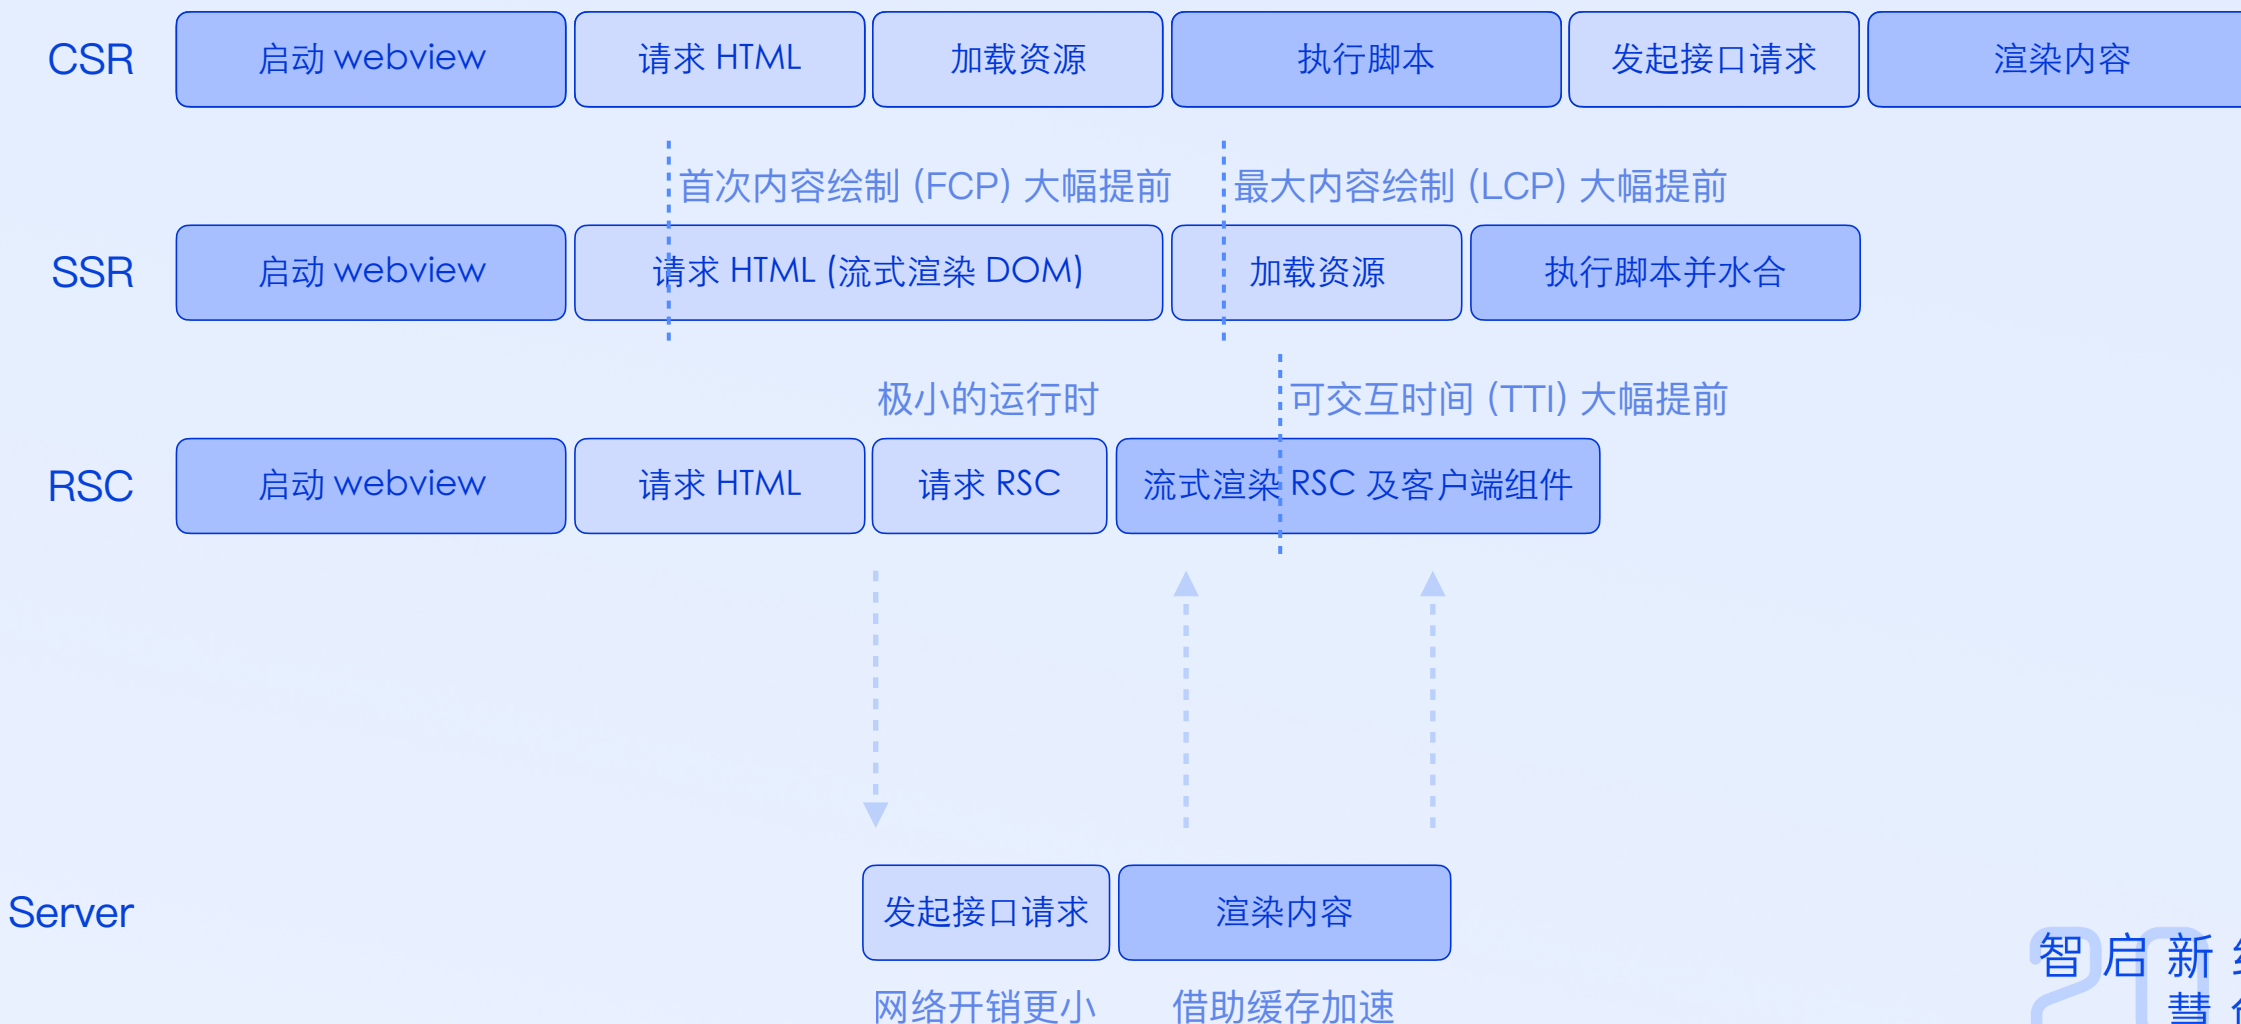 CSR 启动 webview 请求 HTML 加载资源 执行脚本 发起接口请求 渲染内容
首次内容绘制 (FCP) 大幅提前 最大内容绘制 (LCP) 大幅提前
SSR 启动 webview 请求 HTML (流式渲染 DOM) 加载资源 执行脚本并水合
极小的运行时 可交互时间 (TTI) 大幅提前
RSC 启动 webview 请求 HTML 请求 RSC 流式渲染 RSC 及客户端组件
Server 发起接口请求 渲染内容
智启新
慧
网络开销更小 借助缓存加速